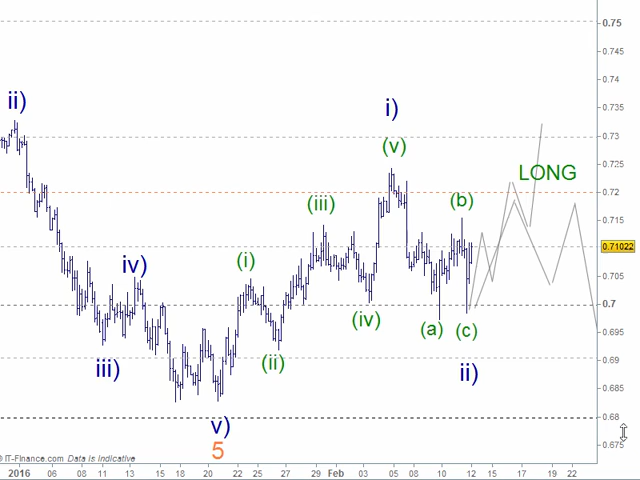 0.75
0.745
0.74
0.735
ii)
0.73
i)
(v)
0.725
LONG
0.72
(iii)
(b)
0.715
0.71022
(i)
iv)
0.705
0.7
(iv)
(a)
(c)
0.695
(ii)
iii)
0.69
ii)
0.685
v)
0.68
5
0.675
© IT-Finance.com Data is Indicative
2016
06
08
11
13
15
18
20
22
25
27
29
Feb
03
05
08
10
12
15
17
19
22